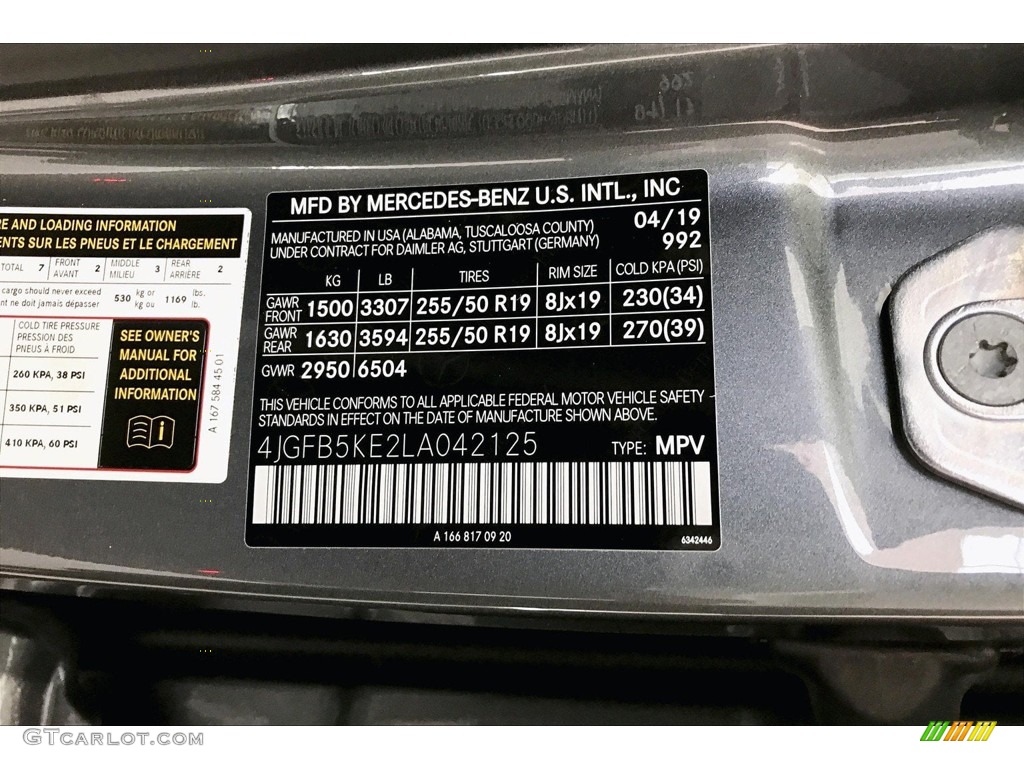 RE AND LOADING INFORMATION
ENTS SUR LES PNEUS ET LE CHARGEMENT
TOTAL 7 FRONT AVANT 2 MIDDLE MILIEU 3 REAR ARRIÈRE 2
cargo should never exceed 530 kg or 1169 lbs.
nt ne doit jamais dépasser kg ou lb.
COLD TIRE PRESSURE
PRESSION DES
PNEUS À FROID
260 KPA, 38 PSI
350 KPA, 51 PSI
410 KPA, 60 PSI
SEE OWNER'S
MANUAL FOR
ADDITIONAL
INFORMATION
A 167 584 45 01
MFD BY MERCEDES-BENZ U.S. INTL., INC
MANUFACTURED IN USA (ALABAMA, TUSCALOOSA COUNTY) 04/19
UNDER CONTRACT FOR DAIMLER AG, STUTTGART (GERMANY) 992
KG LB TIRES RIM SIZE COLD KPA (PSI)
GAWR FRONT 1500 3307 255/50 R19 8Jx19 230(34)
GAWR REAR 1630 3594 255/50 R19 8Jx19 270(39)
GVWR 2950 6504
THIS VEHICLE CONFORMS TO ALL APPLICABLE FEDERAL MOTOR VEHICLE SAFETY
STANDARDS IN EFFECT ON THE DATE OF MANUFACTURE SHOWN ABOVE.
4JGFB5KE2LA042125 TYPE: MPV
A 166 817 09 20
6342446
GTCarlot.com